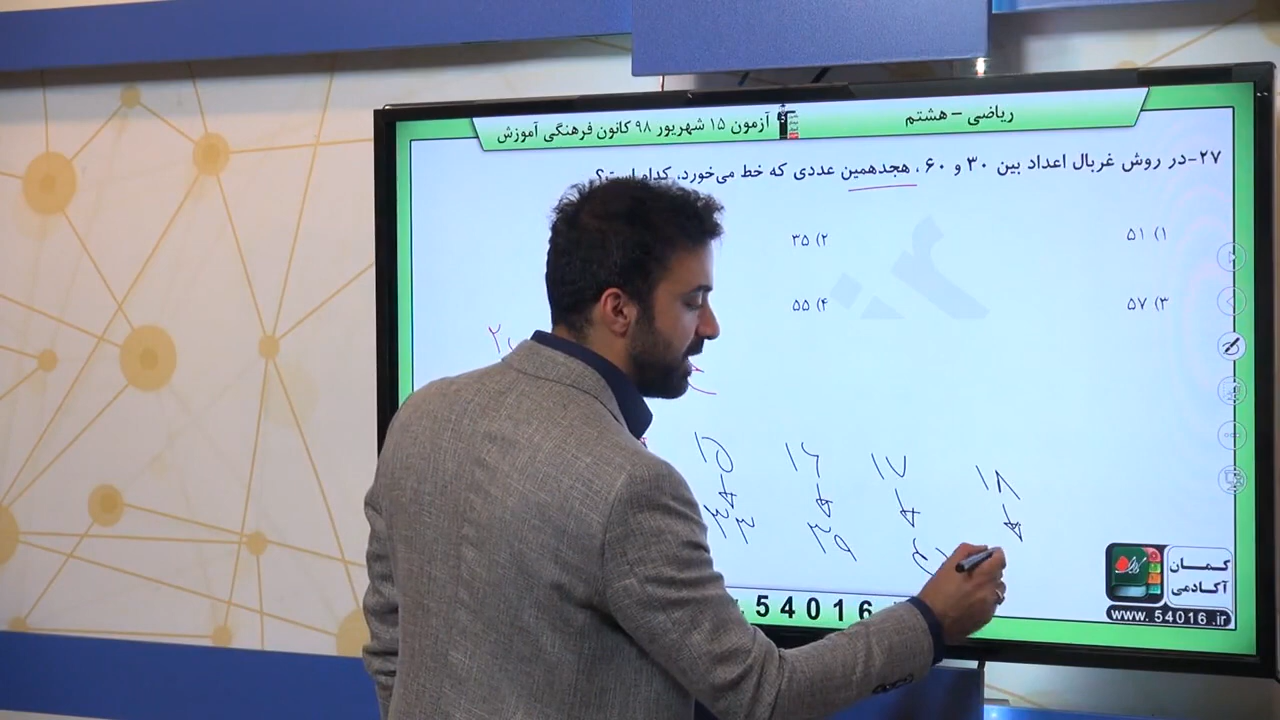 ریاضی - هشتم
آزمون ۱۵ شهریور ۹۸ کانون فرهنگی آموزش
۲۷- در روش غربال اعداد بین ۳۰ و ۶۰، هجدهمین عددی که خط می‌خورد، کدام است؟
۱) ۵۱
۲) ۳۵
۳) ۵۷
۴) ۵۵
۱۵ ۱۶ ۱۷ ۱۸
۳۳ ۳۹
کمان
آکادمی
www. 54016 .ir
54016